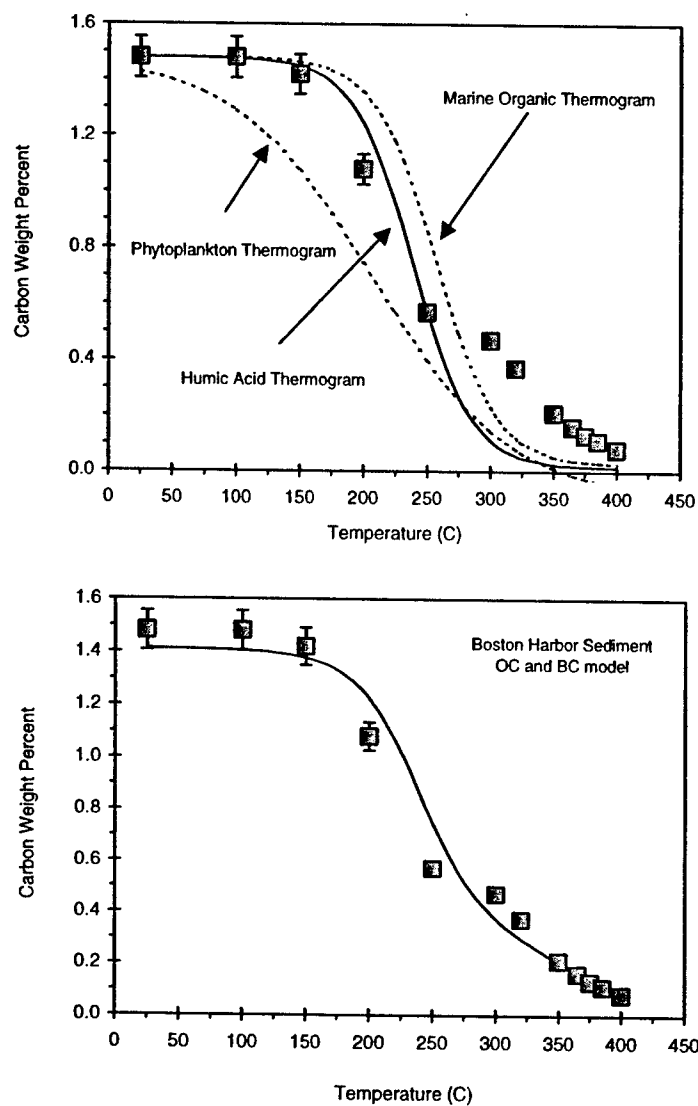 1.6
1.2
0.8
0.4
0.0
Carbon Weight Percent
Marine Organic Thermogram
Phytoplankton Thermogram
Humic Acid Thermogram
0 50 100 150 200 250 300 350 400 450
Temperature (C)
1.6
1.4
1.2
1.0
0.8
0.6
0.4
0.2
0.0
Carbon Weight Percent
Boston Harbor Sediment
OC and BC model
0 50 100 150 200 250 300 350 400 450
Temperature (C)